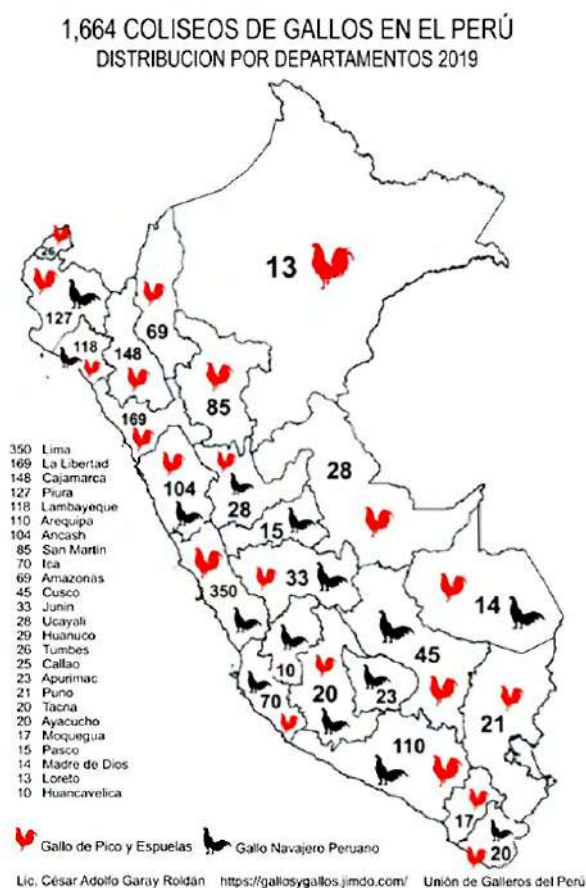 1,664 COLISEOS DE GALLOS EN EL PERÚ
DISTRIBUCION POR DEPARTAMENTOS 2019
13
26
127
69
118
148
85
169
28
104
28
15
33
350
14
45
10
20
23
70
21
110
17
20
350 Lima
169 La Libertad
148 Cajamarca
127 Piura
118 Lambayeque
110 Arequipa
104 Ancash
85 San Martín
70 Ica
69 Amazonas
45 Cusco
33 Junin
28 Ucayali
29 Huanuco
26 Tumbes
25 Callao
23 Apurimac
21 Puno
20 Tacna
20 Ayacucho
17 Moquegua
15 Pasco
14 Madre de Dios
13 Loreto
10 Huancavelica
Gallo de Pico y Espuelas Gallo Navajero Peruano
Lic. César Adolfo Garay Roldán https://gallosygallos.jimdo.com/ Unión de Galleros del Perú